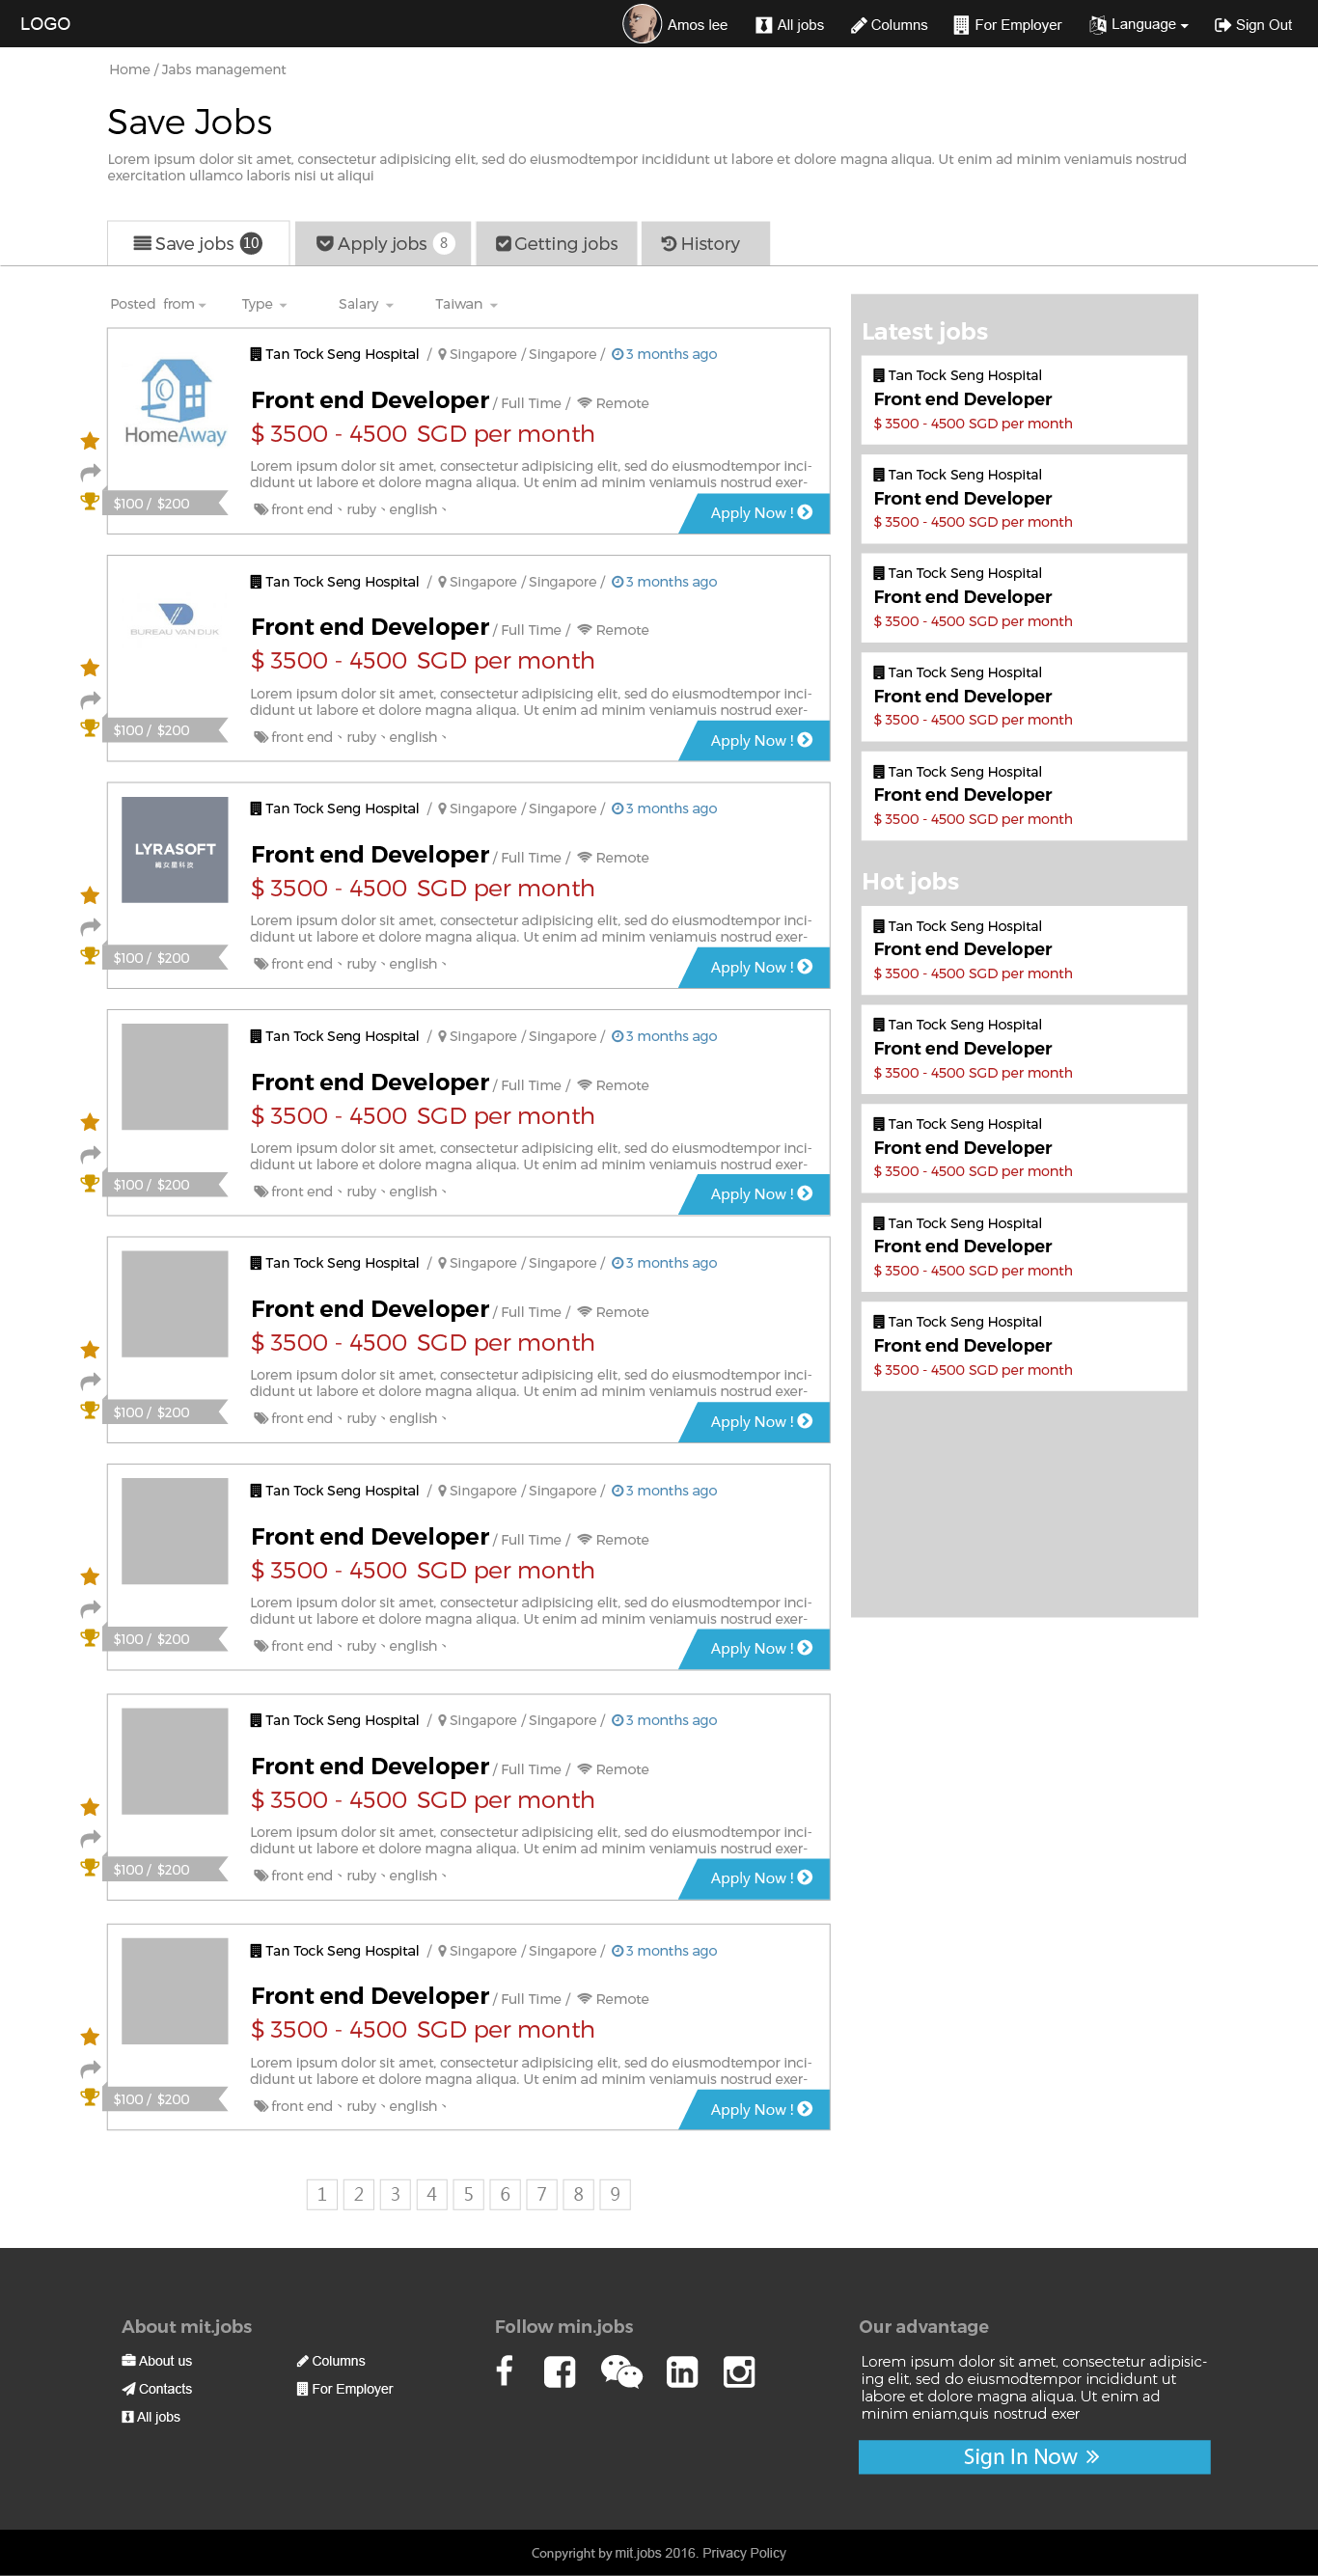 LOGO
Amos lee
All jobs
Columns
For Employer
Language
Sign Out
Home / Jabs management
Save Jobs
Lorem ipsum dolor sit amet, consectetur adipisicing elit, sed do eiusmodtempor incididunt ut labore et dolore magna aliqua. Ut enim ad minim veniamuis nostrud
exercitation ullamco laboris nisi ut aliqui
Save jobs 10
Apply jobs 8
Getting jobs
History
Posted from
Type
Salary
Taiwan
Tan Tock Seng Hospital / Singapore / Singapore / 3 months ago
HomeAway
Front end Developer / Full Time / Remote
$ 3500 - 4500 SGD per month
Lorem ipsum dolor sit amet, consectetur adipisicing elit, sed do eiusmodtempor inci-
didunt ut labore et dolore magna aliqua. Ut enim ad minim veniamuis nostrud exer-
$100 / $200
front end、ruby、english、
Apply Now !
Tan Tock Seng Hospital / Singapore / Singapore / 3 months ago
BUREAU VAN DIJK
Front end Developer / Full Time / Remote
$ 3500 - 4500 SGD per month
Lorem ipsum dolor sit amet, consectetur adipisicing elit, sed do eiusmodtempor inci-
didunt ut labore et dolore magna aliqua. Ut enim ad minim veniamuis nostrud exer-
$100 / $200
front end、ruby、english、
Apply Now !
Tan Tock Seng Hospital / Singapore / Singapore / 3 months ago
LYRASOFT
織女星科技
Front end Developer / Full Time / Remote
$ 3500 - 4500 SGD per month
Lorem ipsum dolor sit amet, consectetur adipisicing elit, sed do eiusmodtempor inci-
didunt ut labore et dolore magna aliqua. Ut enim ad minim veniamuis nostrud exer-
$100 / $200
front end、ruby、english、
Apply Now !
Tan Tock Seng Hospital / Singapore / Singapore / 3 months ago
Front end Developer / Full Time / Remote
$ 3500 - 4500 SGD per month
Lorem ipsum dolor sit amet, consectetur adipisicing elit, sed do eiusmodtempor inci-
didunt ut labore et dolore magna aliqua. Ut enim ad minim veniamuis nostrud exer-
$100 / $200
front end、ruby、english、
Apply Now !
Tan Tock Seng Hospital / Singapore / Singapore / 3 months ago
Front end Developer / Full Time / Remote
$ 3500 - 4500 SGD per month
Lorem ipsum dolor sit amet, consectetur adipisicing elit, sed do eiusmodtempor inci-
didunt ut labore et dolore magna aliqua. Ut enim ad minim veniamuis nostrud exer-
$100 / $200
front end、ruby、english、
Apply Now !
Tan Tock Seng Hospital / Singapore / Singapore / 3 months ago
Front end Developer / Full Time / Remote
$ 3500 - 4500 SGD per month
Lorem ipsum dolor sit amet, consectetur adipisicing elit, sed do eiusmodtempor inci-
didunt ut labore et dolore magna aliqua. Ut enim ad minim veniamuis nostrud exer-
$100 / $200
front end、ruby、english、
Apply Now !
Tan Tock Seng Hospital / Singapore / Singapore / 3 months ago
Front end Developer / Full Time / Remote
$ 3500 - 4500 SGD per month
Lorem ipsum dolor sit amet, consectetur adipisicing elit, sed do eiusmodtempor inci-
didunt ut labore et dolore magna aliqua. Ut enim ad minim veniamuis nostrud exer-
$100 / $200
front end、ruby、english、
Apply Now !
Tan Tock Seng Hospital / Singapore / Singapore / 3 months ago
Front end Developer / Full Time / Remote
$ 3500 - 4500 SGD per month
Lorem ipsum dolor sit amet, consectetur adipisicing elit, sed do eiusmodtempor inci-
didunt ut labore et dolore magna aliqua. Ut enim ad minim veniamuis nostrud exer-
$100 / $200
front end、ruby、english、
Apply Now !
1 2 3 4 5 6 7 8 9
Latest jobs
Tan Tock Seng Hospital
Front end Developer
$ 3500 - 4500 SGD per month
Tan Tock Seng Hospital
Front end Developer
$ 3500 - 4500 SGD per month
Tan Tock Seng Hospital
Front end Developer
$ 3500 - 4500 SGD per month
Tan Tock Seng Hospital
Front end Developer
$ 3500 - 4500 SGD per month
Tan Tock Seng Hospital
Front end Developer
$ 3500 - 4500 SGD per month
Hot jobs
Tan Tock Seng Hospital
Front end Developer
$ 3500 - 4500 SGD per month
Tan Tock Seng Hospital
Front end Developer
$ 3500 - 4500 SGD per month
Tan Tock Seng Hospital
Front end Developer
$ 3500 - 4500 SGD per month
Tan Tock Seng Hospital
Front end Developer
$ 3500 - 4500 SGD per month
Tan Tock Seng Hospital
Front end Developer
$ 3500 - 4500 SGD per month
About mit.jobs
About us
Contacts
All jobs
Columns
For Employer
Follow min.jobs
Our advantage
Lorem ipsum dolor sit amet, consectetur adipisic-
ing elit, sed do eiusmodtempor incididunt ut
labore et dolore magna aliqua. Ut enim ad
minim eniam,quis nostrud exer
Sign In Now
Conpyright by mit.jobs 2016. Privacy Policy